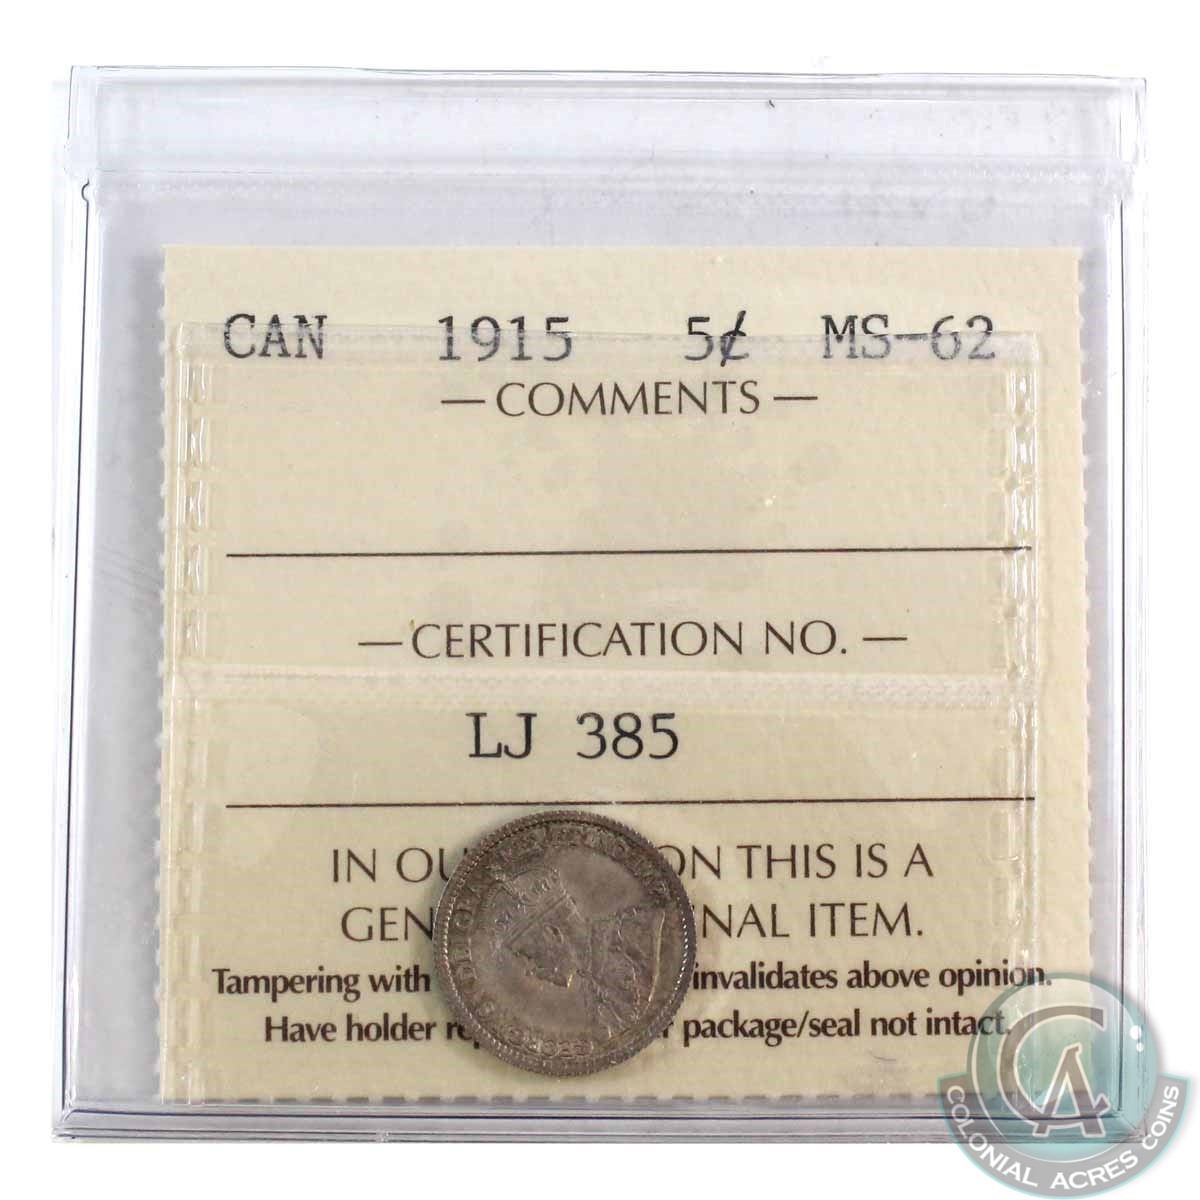 CAN 1915 5¢ MS-62
— COMMENTS —
— CERTIFICATION NO. —
LJ 385
IN OU ON THIS IS A
GEN NAL ITEM.
Tampering with invalidates above opinion.
Have holder re r package/seal not intact.
CA
COLONIAL ACRES COINS